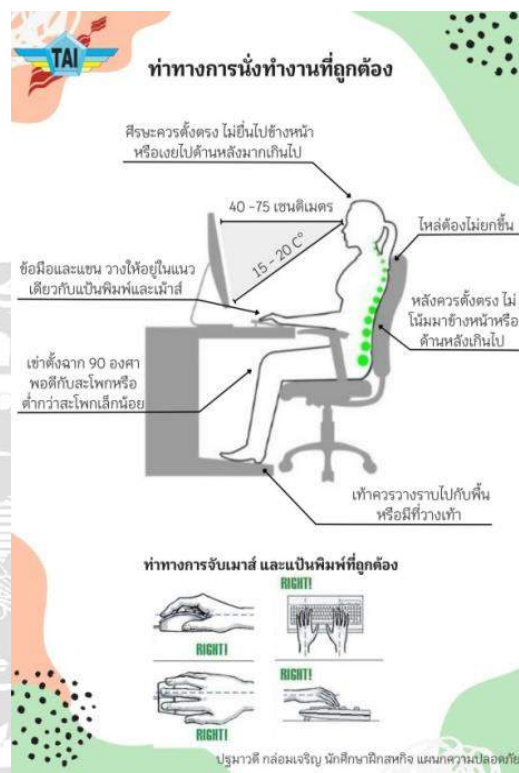 TAI
ท่าทางการนั่งทำงานที่ถูกต้อง
ศีรษะควรตั้งตรง ไม่ยื่นไปข้างหน้า
หรือเงยไปด้านหลังมากเกินไป
40 -75 เซนติเมตร
15 - 20 C°
ไหล่ต้องไม่ยกขึ้น
ข้อมือและแขน วางให้อยู่ในแนว
เดียวกับแป้นพิมพ์และเม้าส์
หลังควรตั้งตรง ไม่
โน้มมาข้างหน้าหรือ
ด้านหลังเกินไป
เข่าตั้งฉาก 90 องศา
พอดีกับสะโพกหรือ
ต่ำกว่าสะโพกเล็กน้อย
เท้าควรวางราบไปกับพื้น
หรือมีที่วางเท้า
ท่าทางการจับเมาส์ และแป้นพิมพ์ที่ถูกต้อง
RIGHT!
RIGHT!
RIGHT!
RIGHT!
ปฐมาวดี กล่อมเจริญ นักศึกษาฝึกสหกิจ แผนกความปลอดภัย